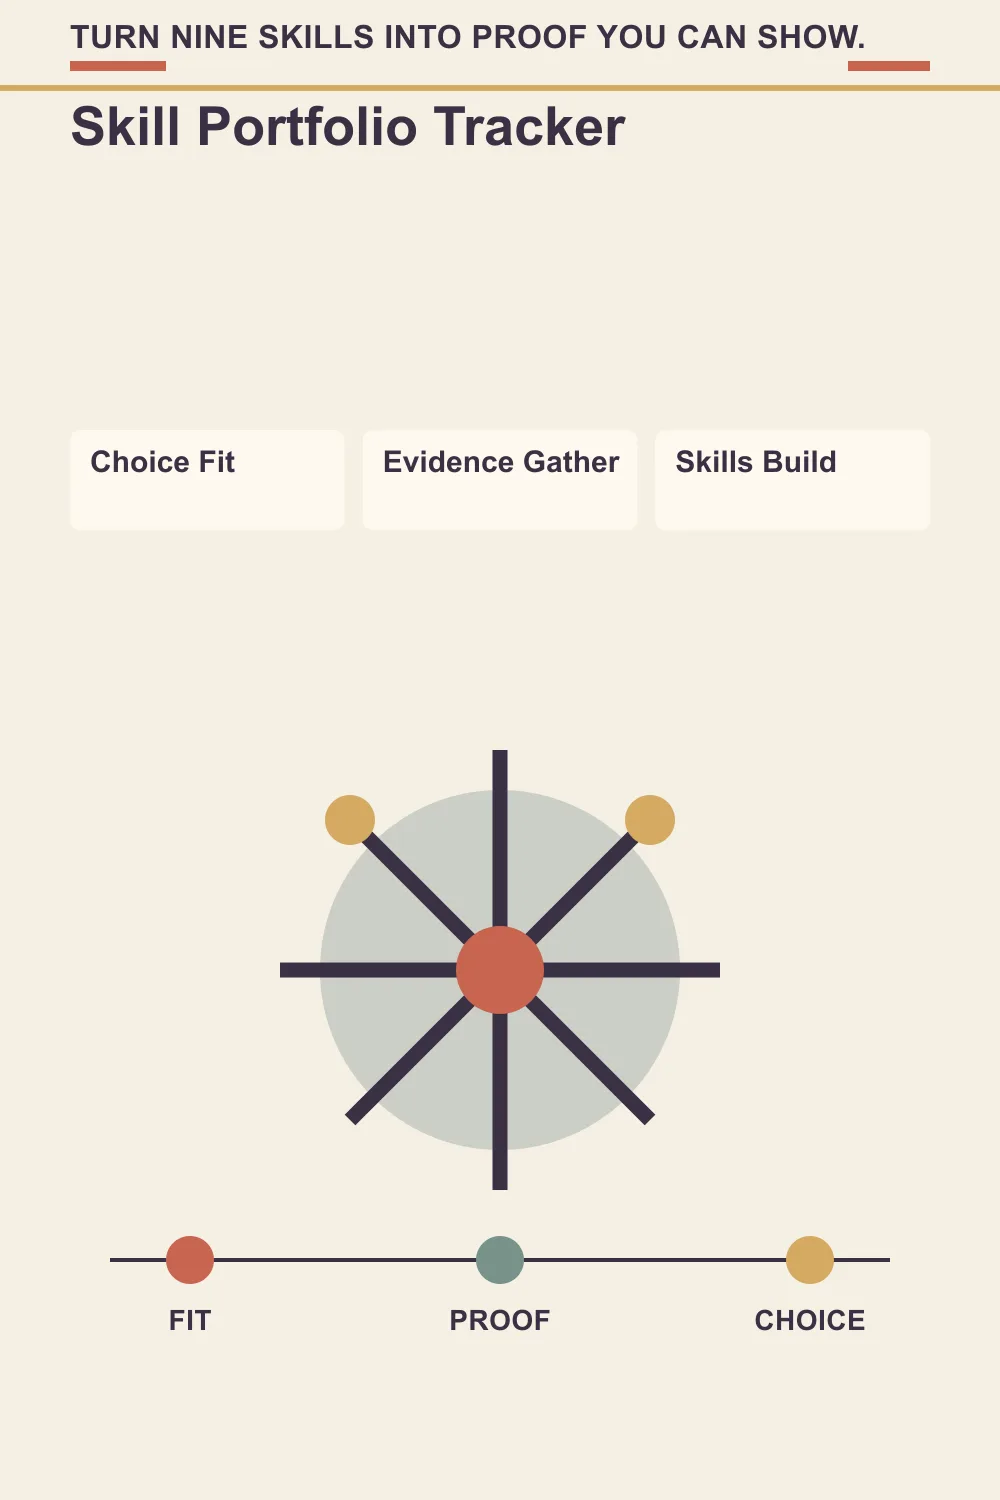 TURN NINE SKILLS INTO PROOF YOU CAN SHOW.
Skill Portfolio Tracker
Choice Fit
Evidence Gather
Skills Build
FIT
PROOF
CHOICE